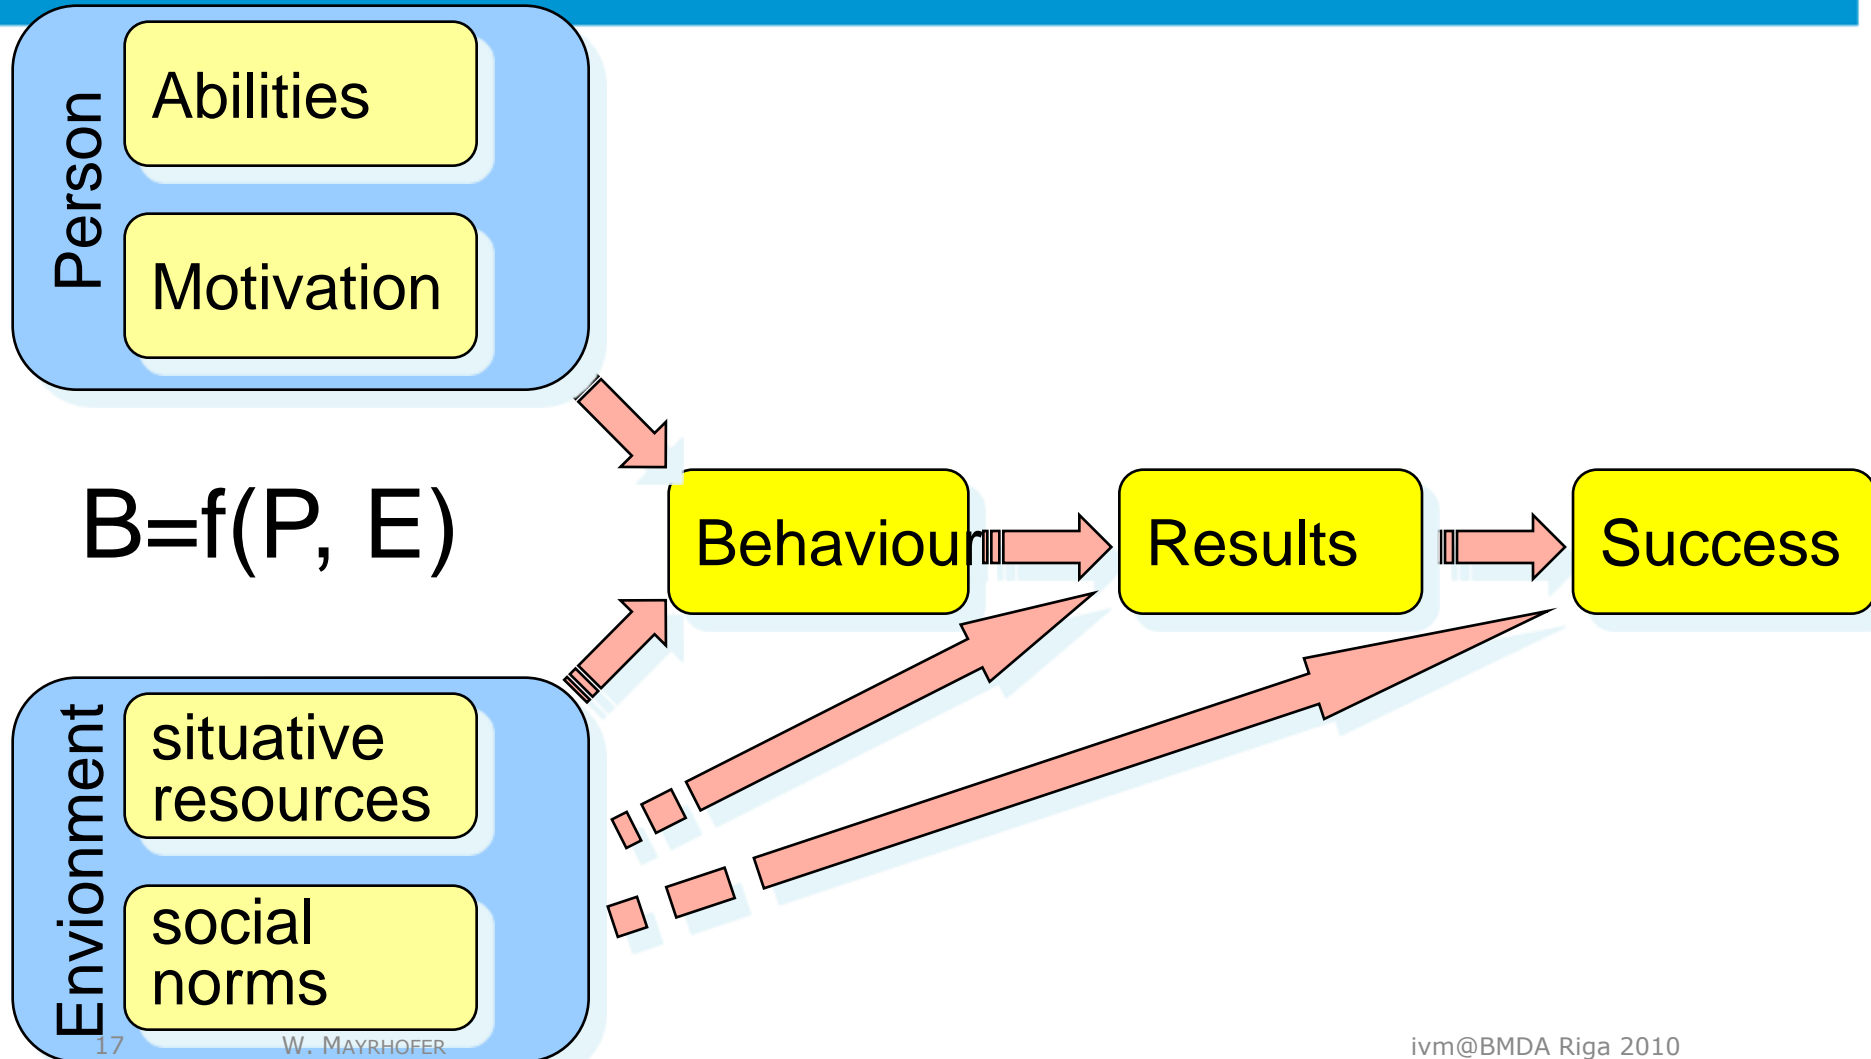 Person
Abilities
Motivation
B=f(P, E)
Behaviour
Results
Success
Envionment
situative
resources
social
norms
17
W. MAYRHOFER
ivm@BMDA Riga 2010